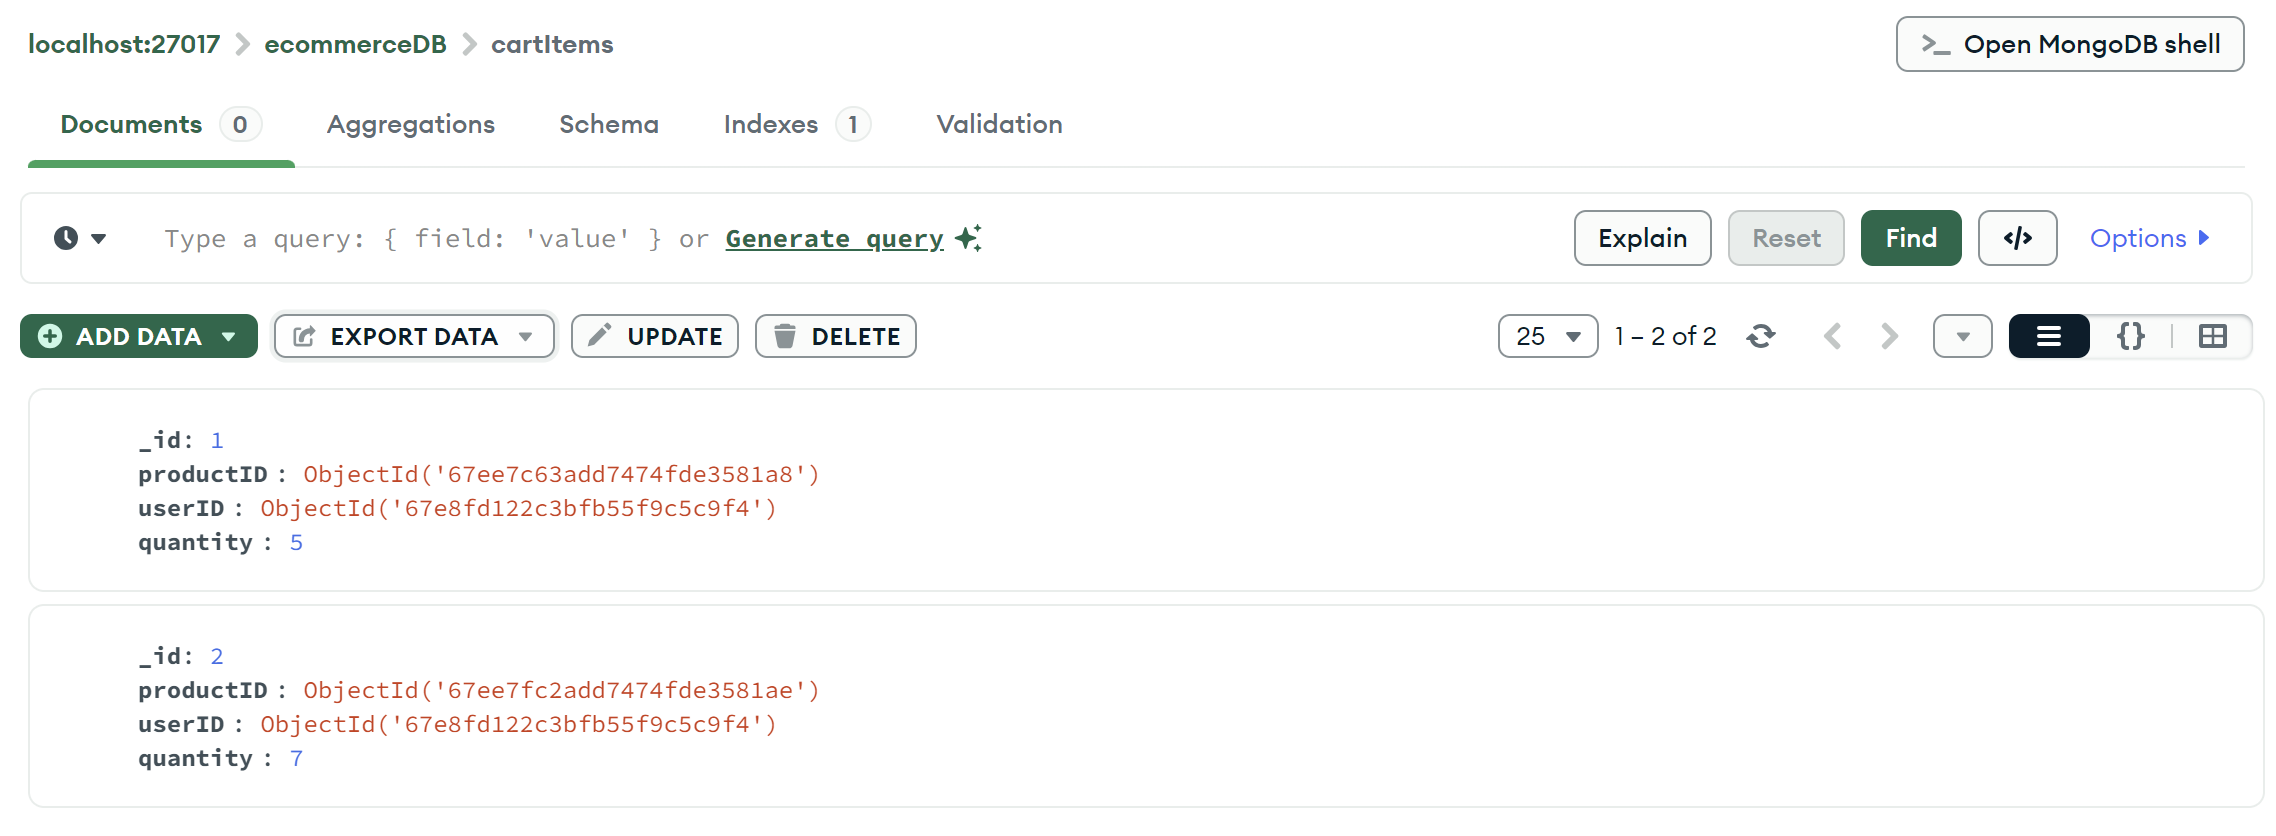 localhost:27017 > ecommerceDB > cartItems
>_ Open MongoDB shell
Documents 0 Aggregations Schema Indexes 1 Validation
Type a query: { field: 'value' } or Generate query
Explain Reset Find </> Options
ADD DATA EXPORT DATA UPDATE DELETE 25 1 – 2 of 2 {}
_id: 1
productID : ObjectId('67ee7c63add7474fde3581a8')
userID : ObjectId('67e8fd122c3bfb55f9c5c9f4')
quantity : 5
_id: 2
productID : ObjectId('67ee7fc2add7474fde3581ae')
userID : ObjectId('67e8fd122c3bfb55f9c5c9f4')
quantity : 7